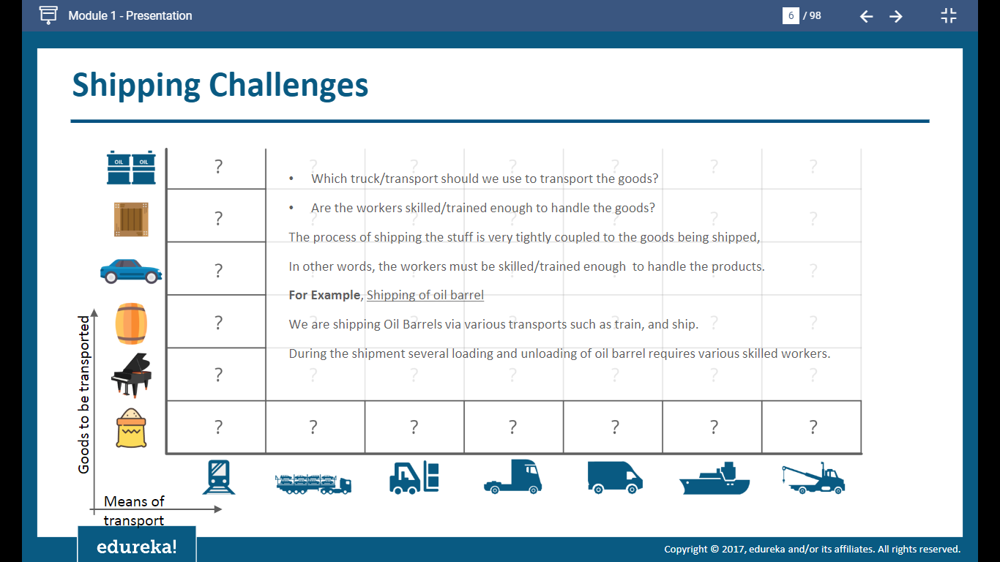 Module 1 - Presentation
6 / 98
Shipping Challenges
OIL OIL
? ? ? ? ? ? ?
• Which truck/transport should we use to transport the goods?
• Are the workers skilled/trained enough to handle the goods?
? ? ? ? ? ? ?
The process of shipping the stuff is very tightly coupled to the goods being shipped,
In other words, the workers must be skilled/trained enough  to handle the products.
? ? ? ? ? ? ?
For Example, Shipping of oil barrel
We are shipping Oil Barrels via various transports such as train, and ship.
? ? ? ? ? ? ?
During the shipment several loading and unloading of oil barrel requires various skilled workers.
? ? ? ? ? ? ?
? ? ? ? ? ? ?
Goods to be transported
Means of
transport
edureka!
Copyright © 2017, edureka and/or its affiliates. All rights reserved.